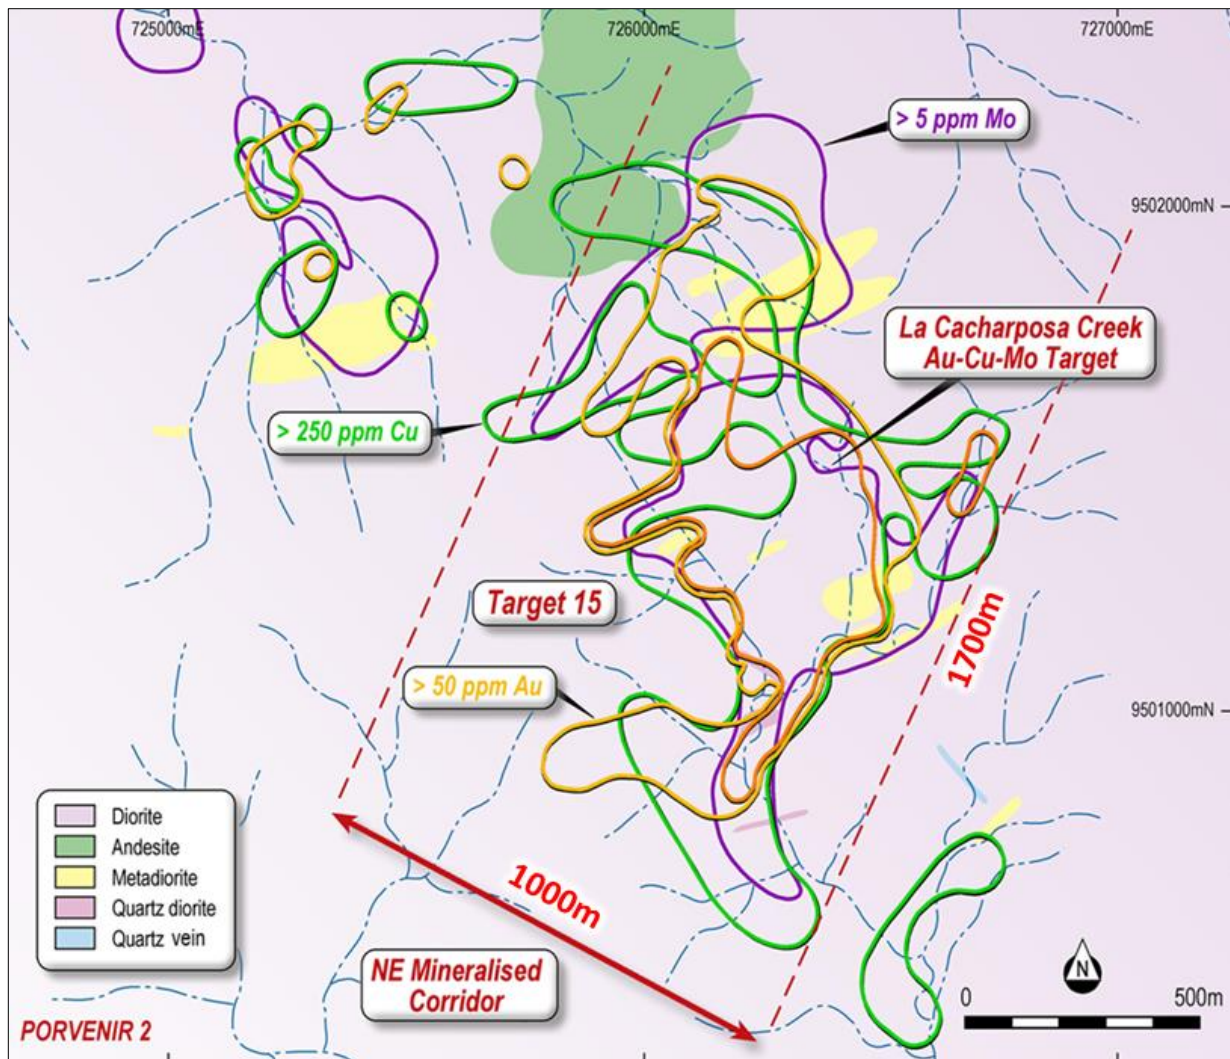 725000mE
726000mE
727000mE
> 5 ppm Mo
9502000mN
La Cacharposa Creek
Au-Cu-Mo Target
> 250 ppm Cu
Target 15
1700m
> 50 ppm Au
9501000mN
Diorite
Andesite
Metadiorite
Quartz diorite
Quartz vein
1000m
NE Mineralised
Corridor
N
0
500m
PORVENIR 2